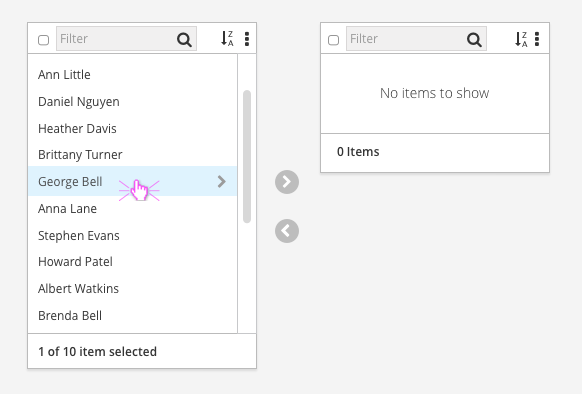 Filter
Z
A
Ann Little
Daniel Nguyen
Heather Davis
Brittany Turner
George Bell
Anna Lane
Stephen Evans
Howard Patel
Albert Watkins
Brenda Bell
1 of 10 item selected
Filter
Z
A
No items to show
0 Items